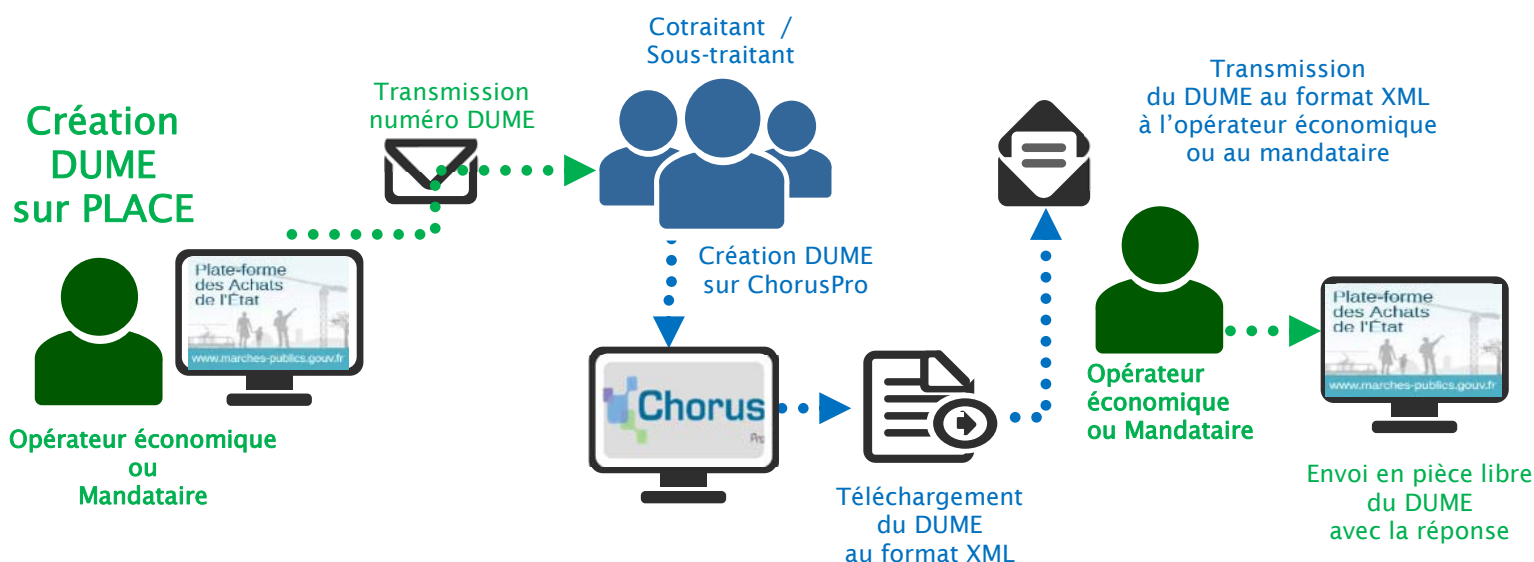 Création
DUME
sur PLACE
Plate-forme
des Achats
de l'État
www.marches-publics.gouv.fr
Opérateur économique
ou
Mandataire
Transmission
numéro DUME
Cotraitant /
Sous-traitant
Création DUME
sur ChorusPro
Chorus
Pro
Téléchargement
du DUME
au format XML
Transmission
du DUME au format XML
à l’opérateur économique
ou au mandataire
Opérateur
économique
ou Mandataire
Plate-forme
des Achats
de l'État
www.marches-publics.gouv.fr
Envoi en pièce libre
du DUME
avec la réponse